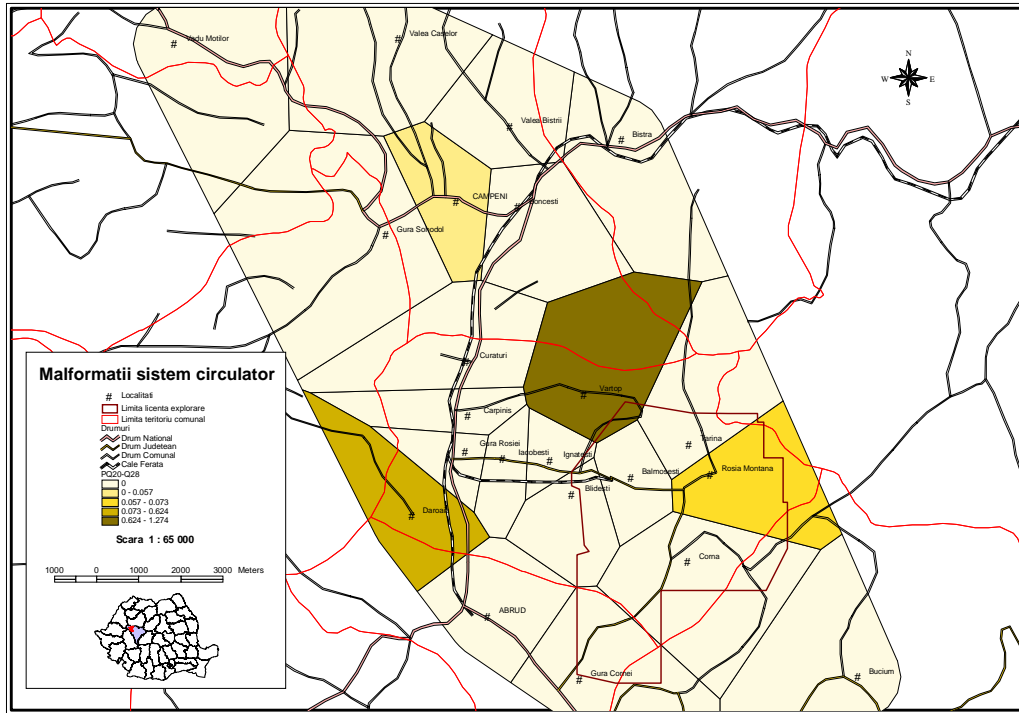 Vadu Motilor
Valea Caselor
N
W
E
S
Valea Bistrii
Bistra
CAMPENI
Boncesti
Gura Sohodol
Curaturi
Vartop
Carpinis
Gura Rosiei
Iacobesti
Ignatesti
Tarina
Balmosesti
Rosia Montana
Blidesti
Daroaia
Corna
ABRUD
Gura Cornei
Bucium
Malformatii sistem circulator
# Localitati
Limita licenta explorare
Limita teritoriu comunal
Drumuri
Drum National
Drum Judetean
Drum Comunal
Cale Ferata
PQ20-Q28
0
0 - 0.057
0.057 - 0.073
0.073 - 0.624
0.624 - 1.274
Scara 1 : 65 000
1000 0 1000 2000 3000 Meters